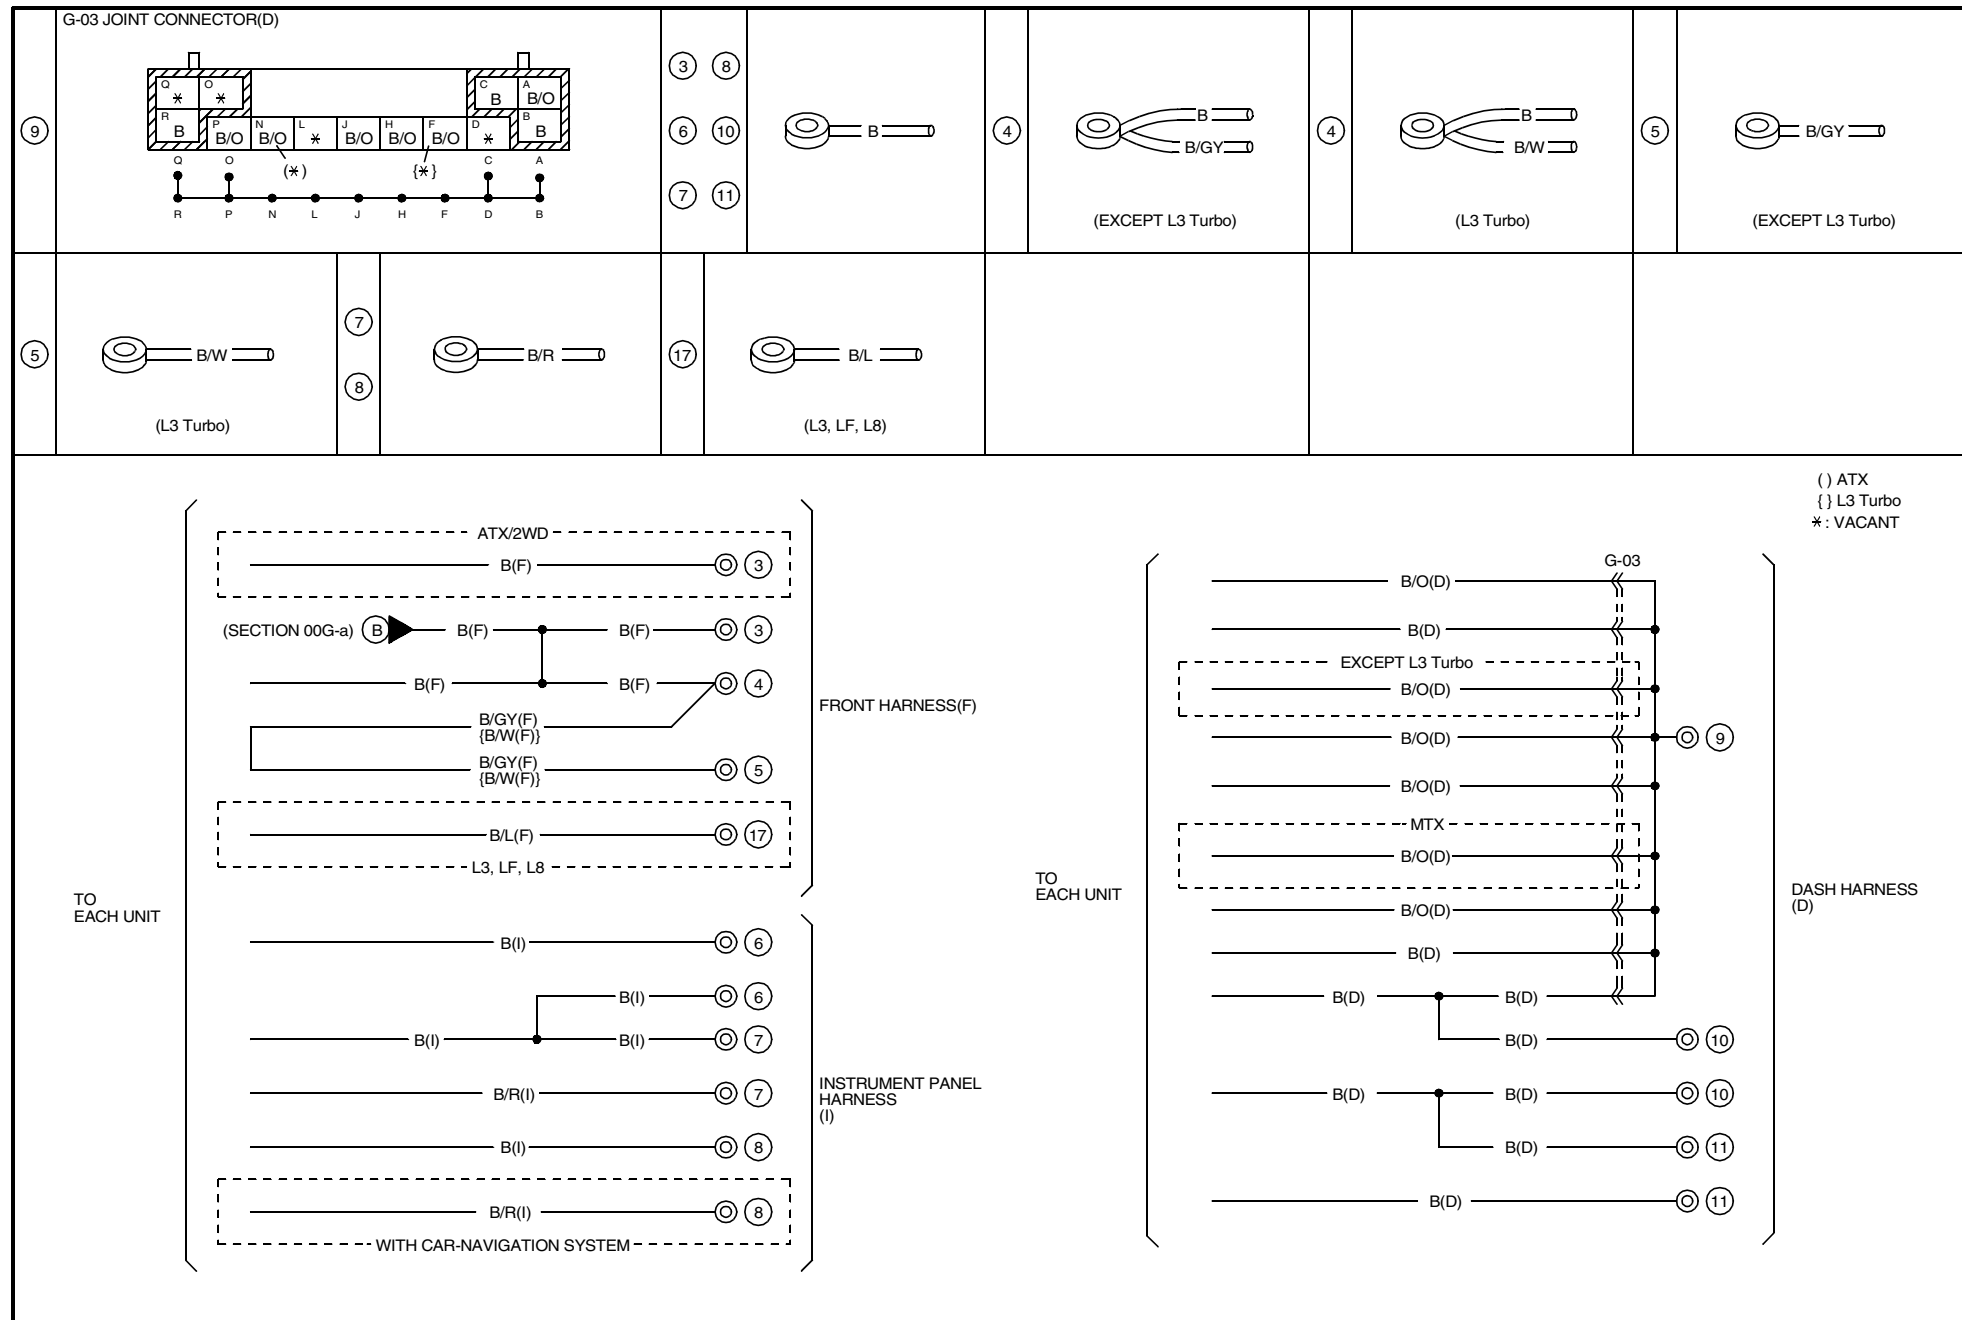 G-03 JOINT CONNECTOR(D)
9
Q * O * C B A B/O
R B P B/O N B/O L * J B/O H B/O F B/O D * B B
Q O (*) {*} C A
R P N L J H F D B
3 8
6 10
7 11
B
4
B
B/GY
(EXCEPT L3 Turbo)
4
B
B/W
(L3 Turbo)
5
B/GY
(EXCEPT L3 Turbo)
5
B/W
(L3 Turbo)
7
8
B/R
17
B/L
(L3, LF, L8)
( ) ATX
{ } L3 Turbo
* : VACANT
TO
EACH UNIT
ATX/2WD
B(F) 3
(SECTION 00G-a) B B(F) B(F) 3
B(F) B(F) 4
B/GY(F)
{B/W(F)}
B/GY(F)
{B/W(F)}
5
B/L(F) 17
L3, LF, L8
FRONT HARNESS(F)
B(I) 6
B(I) 6
B(I) B(I) 7
B/R(I) 7
B(I) 8
B/R(I) 8
WITH CAR-NAVIGATION SYSTEM
INSTRUMENT PANEL
HARNESS
(I)
TO
EACH UNIT
G-03
B/O(D)
B(D)
EXCEPT L3 Turbo
B/O(D)
B/O(D) 9
B/O(D)
MTX
B/O(D)
B/O(D)
B(D)
B(D) B(D)
B(D) 10
B(D) B(D) 10
B(D) 11
B(D) 11
DASH HARNESS
(D)